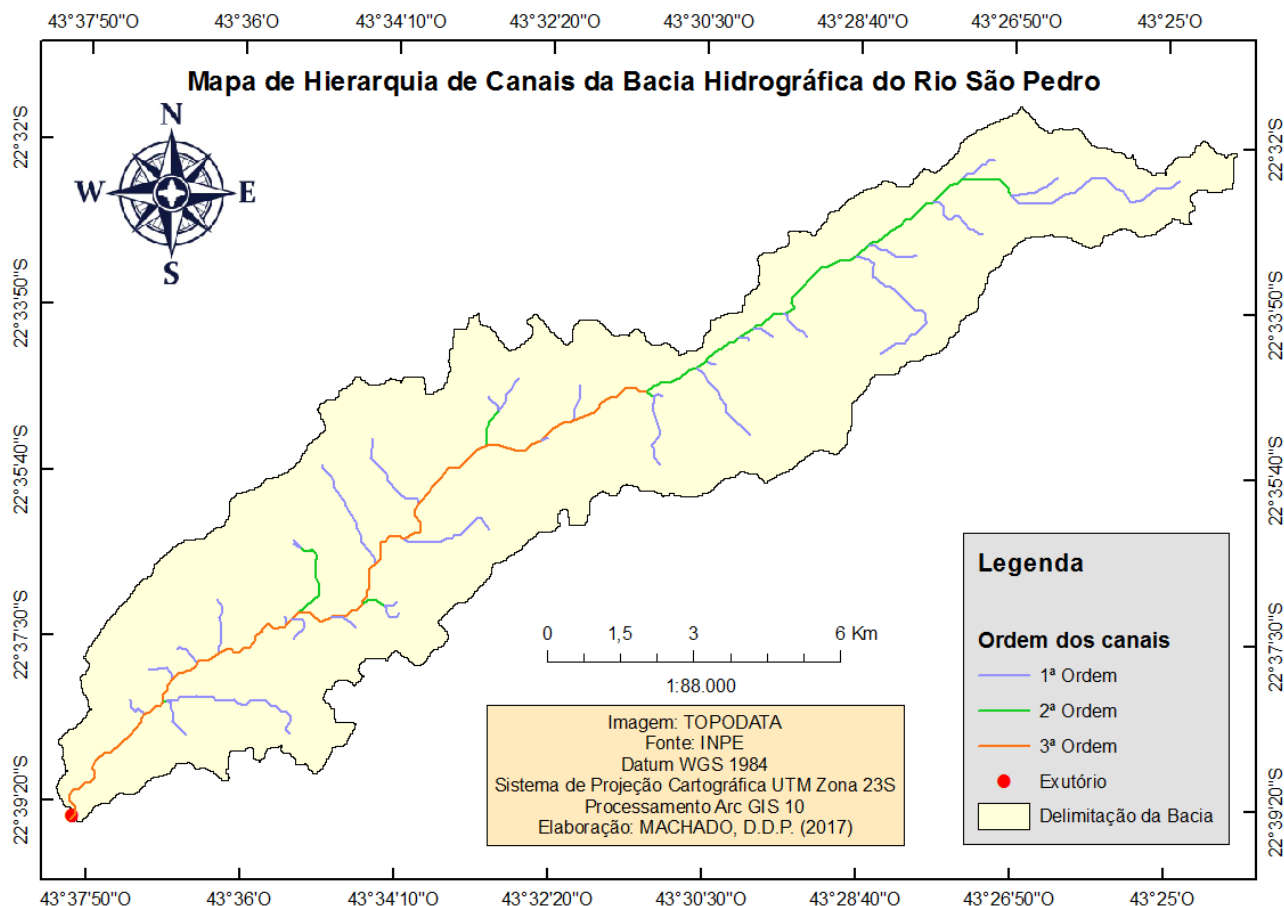 43°37'50"O 43°36'O 43°34'10"O 43°32'20"O 43°30'30"O 43°28'40"O 43°26'50"O 43°25'O
Mapa de Hierarquia de Canais da Bacia Hidrográfica do Rio São Pedro
N
W E
S
22°32'S 22°32'S
22°33'50"S 22°33'50"S
22°35'40"S 22°35'40"S
22°37'30"S 22°37'30"S
22°39'20"S 22°39'20"S
0 1,5 3 6 Km
1:88.000
Imagem: TOPODATA
Fonte: INPE
Datum WGS 1984
Sistema de Projeção Cartográfica UTM Zona 23S
Processamento Arc GIS 10
Elaboração: MACHADO, D.D.P. (2017)
Legenda
Ordem dos canais
1ª Ordem
2ª Ordem
3ª Ordem
Exutório
Delimitação da Bacia
43°37'50"O 43°36'O 43°34'10"O 43°32'20"O 43°30'30"O 43°28'40"O 43°26'50"O 43°25'O